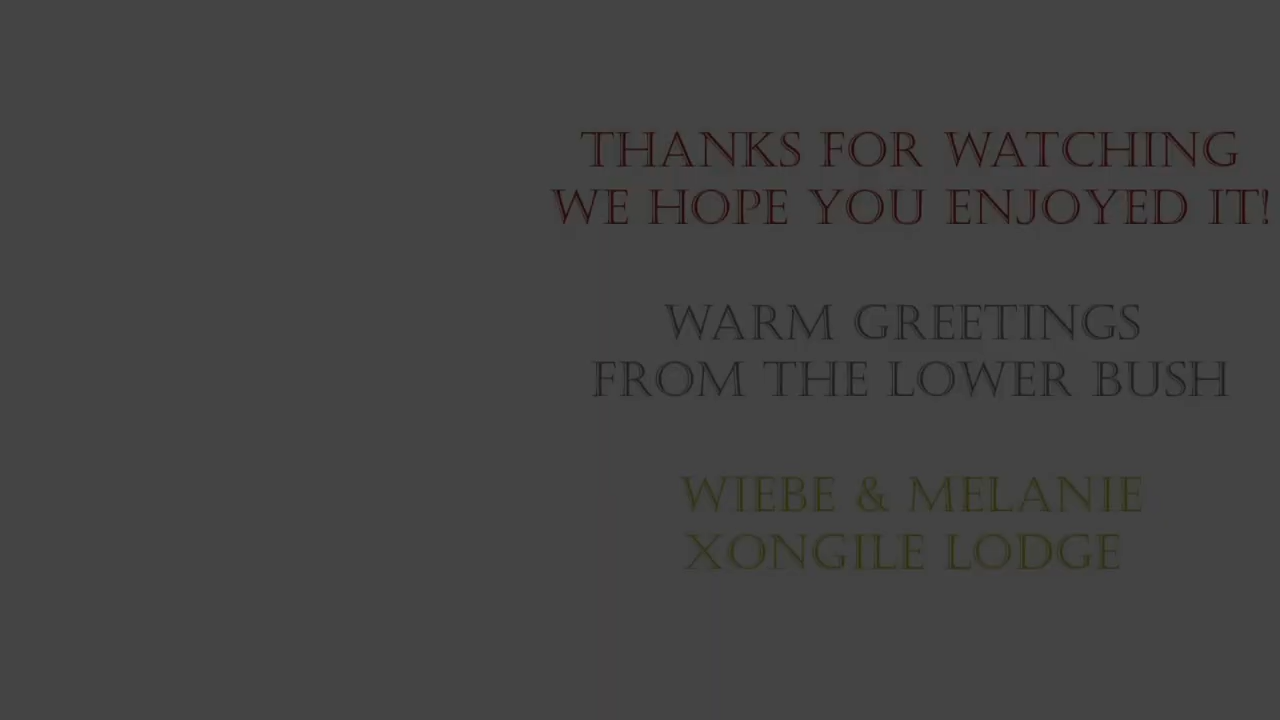 THANKS FOR WATCHING
WE HOPE YOU ENJOYED IT!
WARM GREETINGS
FROM THE LOWER BUSH
WIEBE & MELANIE
XONGILE LODGE